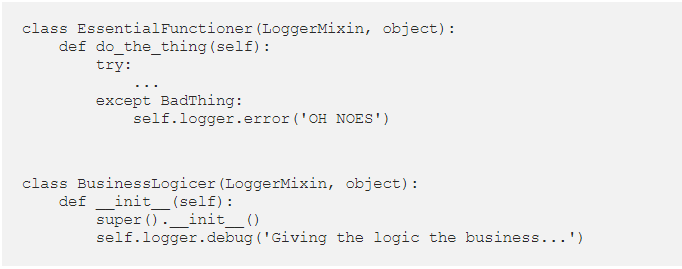 class EssentialFunctioner(LoggerMixin, object):
    def do_the_thing(self):
        try:
            ...
        except BadThing:
            self.logger.error('OH NOES')
class BusinessLogicer(LoggerMixin, object):
    def __init__(self):
        super().__init__()
        self.logger.debug('Giving the logic the business...')